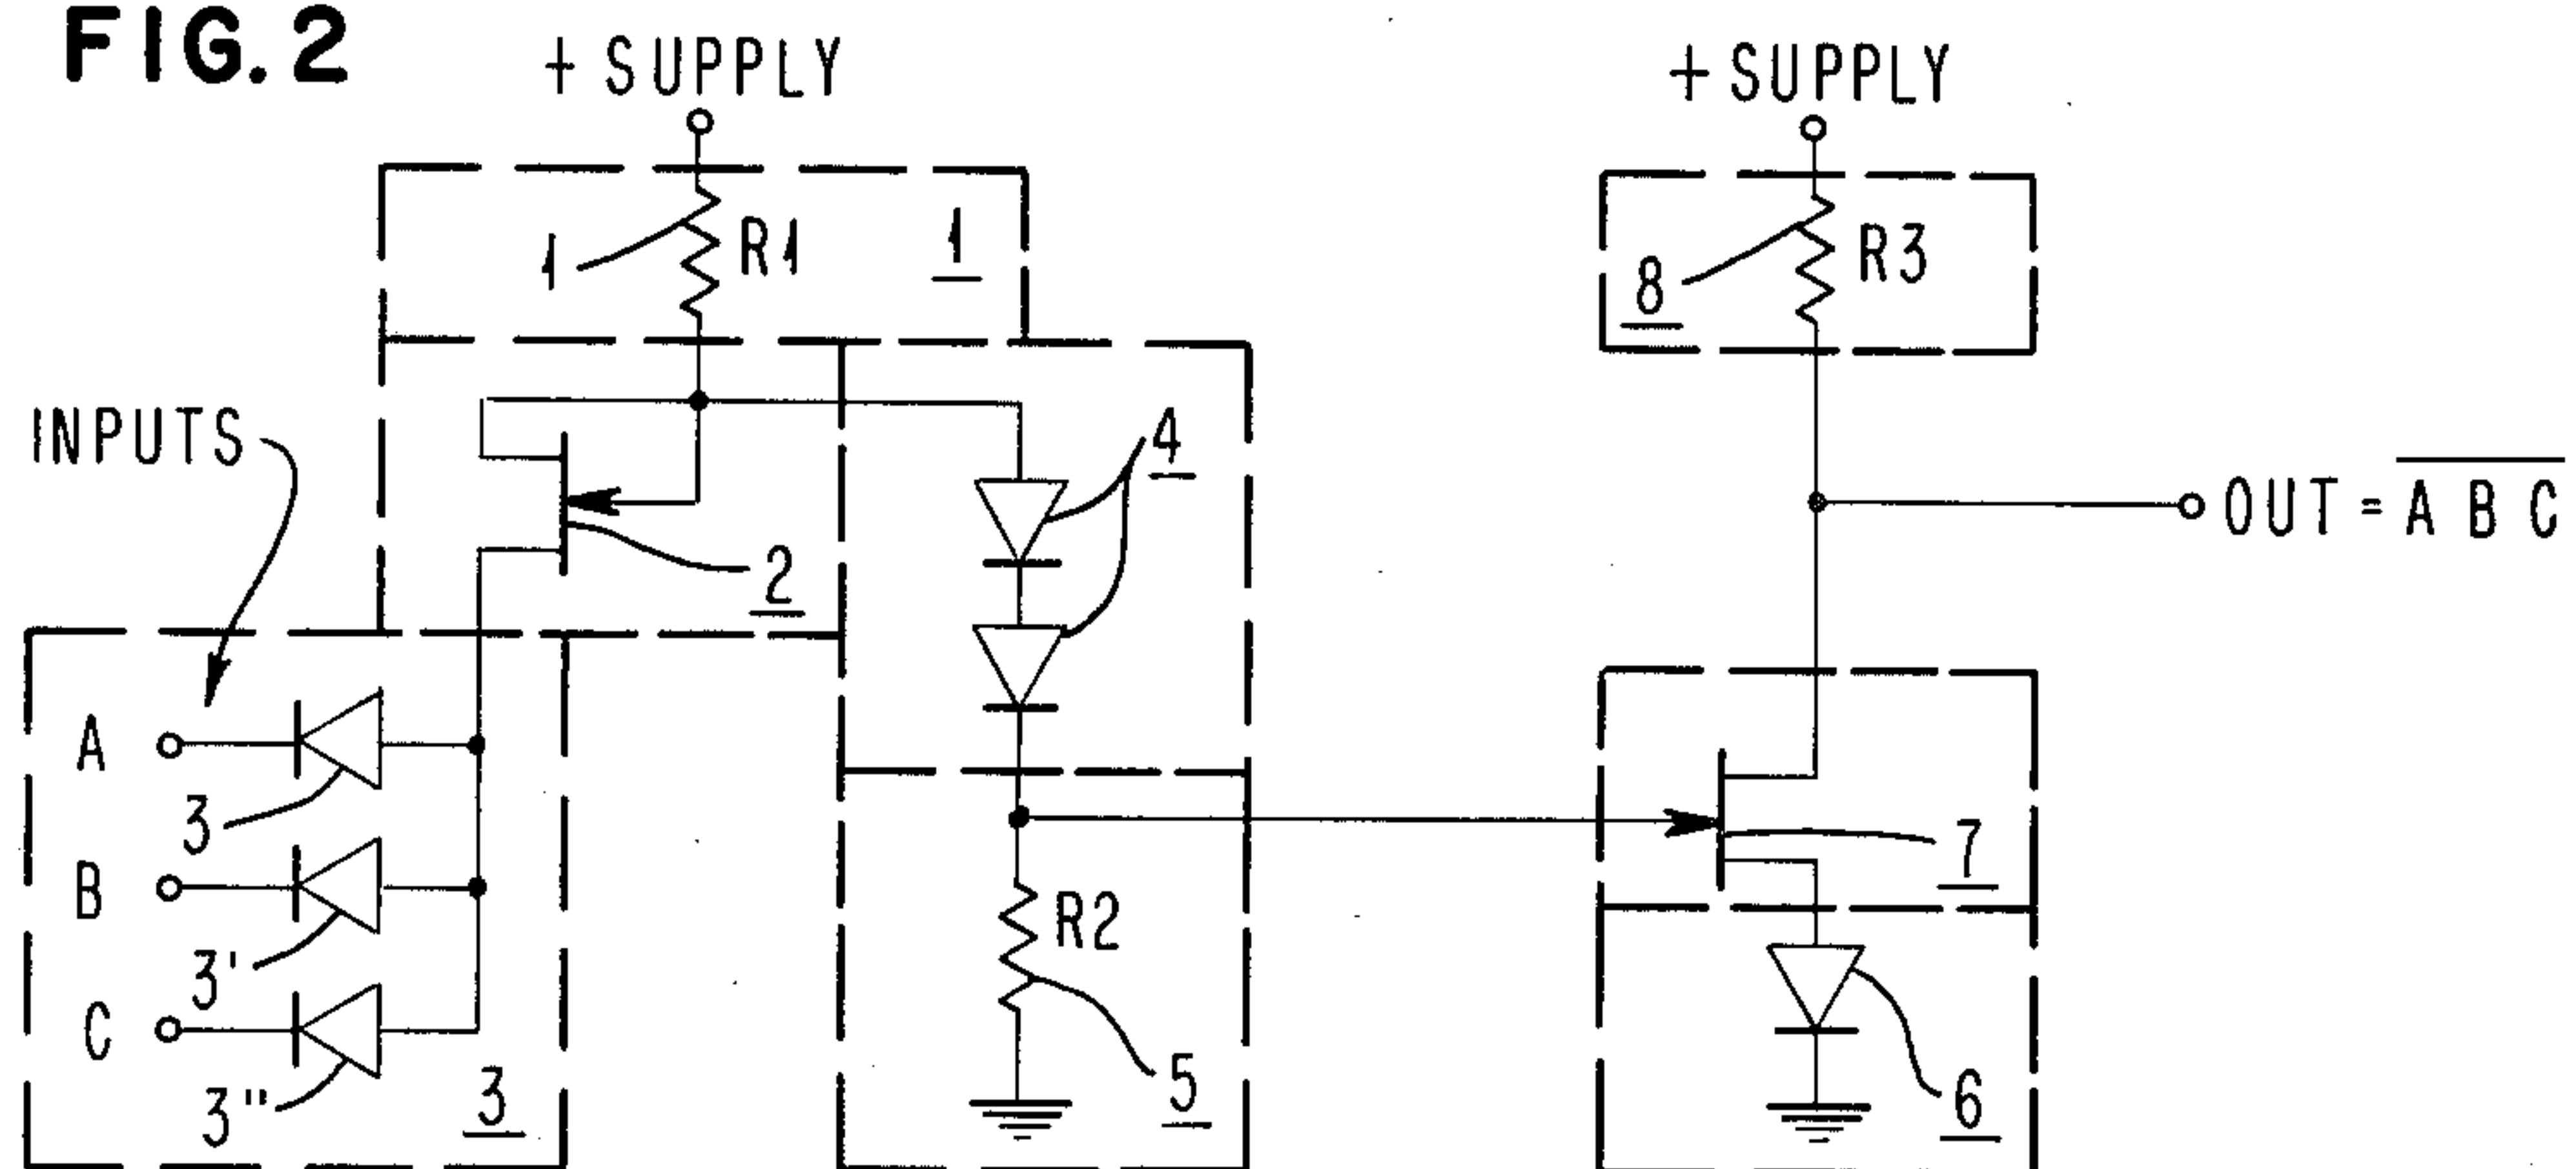 FIG. 2
+ SUPPLY
+ SUPPLY
1
R1
1
8
R3
INPUTS
4
2
OUT = A̅ B̅ C̅
A
3
B
3'
C
3"
3
R2
5
7
6